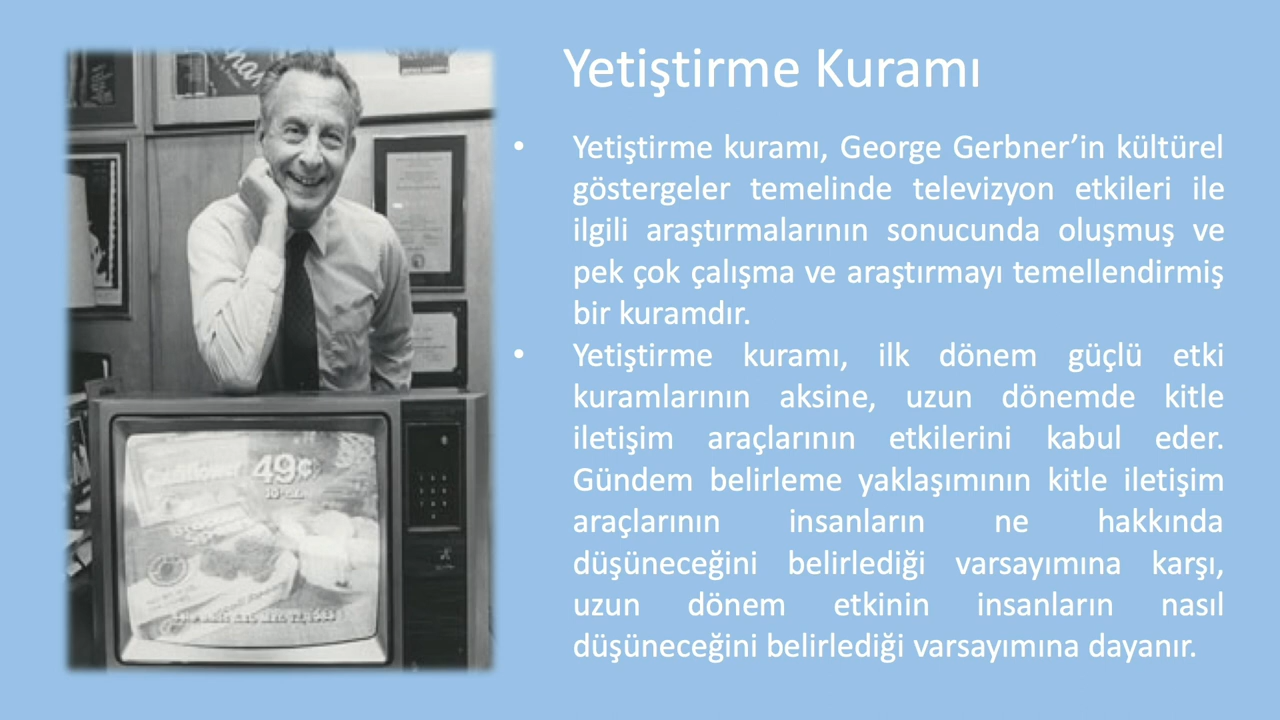 Yetiştirme Kuramı
• Yetiştirme kuramı, George Gerbner’in kültürel
göstergeler temelinde televizyon etkileri ile
ilgili araştırmalarının sonucunda oluşmuş ve
pek çok çalışma ve araştırmayı temellendirmiş
bir kuramdır.
• Yetiştirme kuramı, ilk dönem güçlü etki
kuramlarının aksine, uzun dönemde kitle
iletişim araçlarının etkilerini kabul eder.
Gündem belirleme yaklaşımının kitle iletişim
araçlarının insanların ne hakkında
düşüneceğini belirlediği varsayımına karşı,
uzun dönem etkinin insanların nasıl
düşüneceğini belirlediği varsayımına dayanır.
49¢